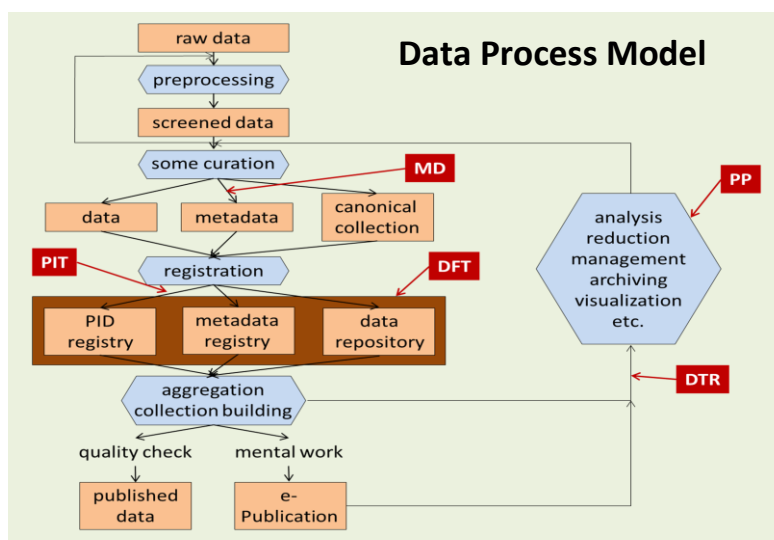 Data Process Model
raw data
preprocessing
screened data
some curation
MD
PP
data
metadata
canonical
collection
analysis
reduction
management
archiving
visualization
etc.
PIT
registration
DFT
PID
registry
metadata
registry
data
repository
DTR
aggregation
collection building
quality check
mental work
published
data
e-
Publication